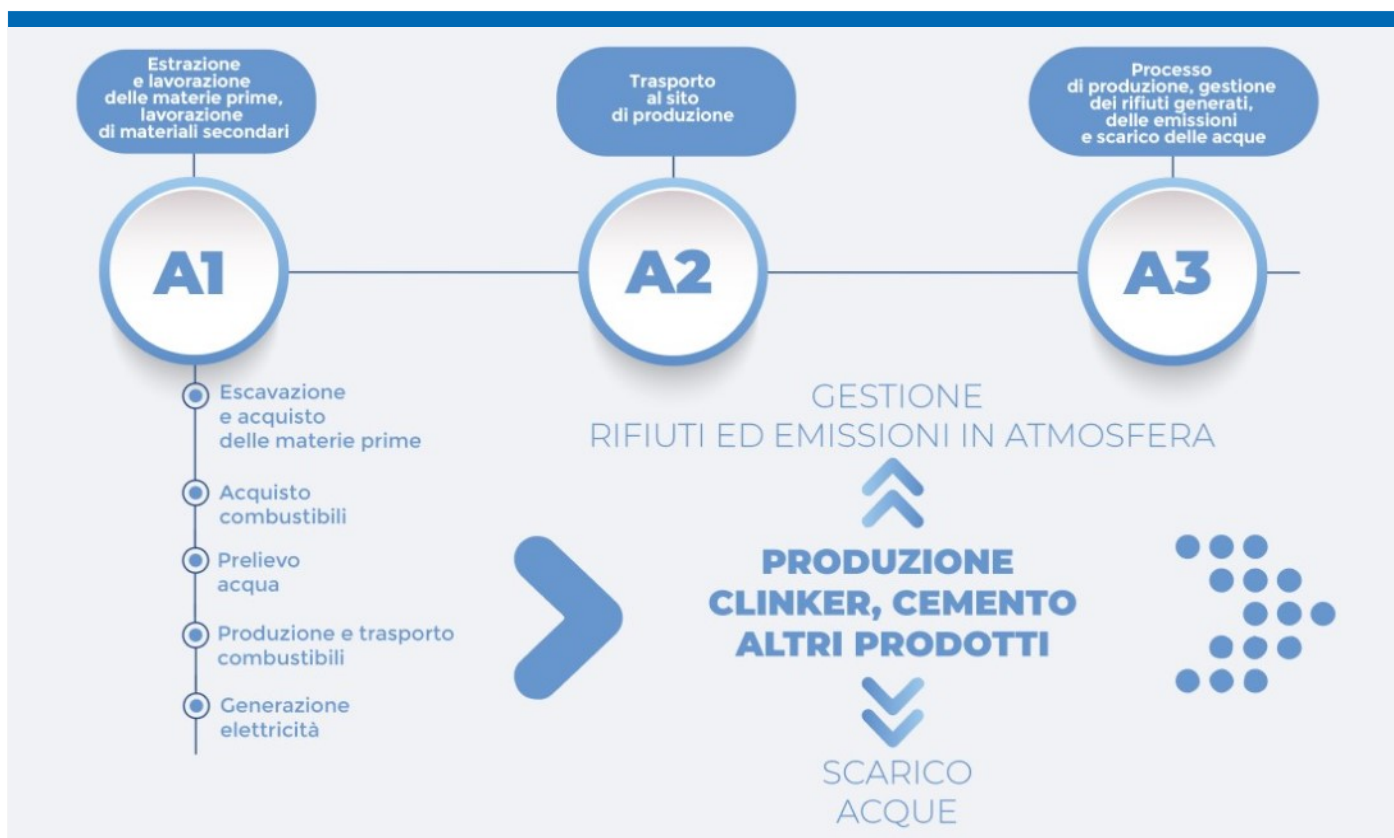 Estrazione
e lavorazione
delle materie prime,
lavorazione
di materiali secondari
Trasporto
al sito
di produzione
Processo
di produzione, gestione
dei rifiuti generati,
delle emissioni
e scarico delle acque
A1
A2
A3
Escavazione
e acquisto
delle materie prime
Acquisto
combustibili
Prelievo
acqua
Produzione e trasporto
combustibili
Generazione
elettricità
GESTIONE
RIFIUTI ED EMISSIONI IN ATMOSFERA
PRODUZIONE
CLINKER, CEMENTO
ALTRI PRODOTTI
SCARICO
ACQUE